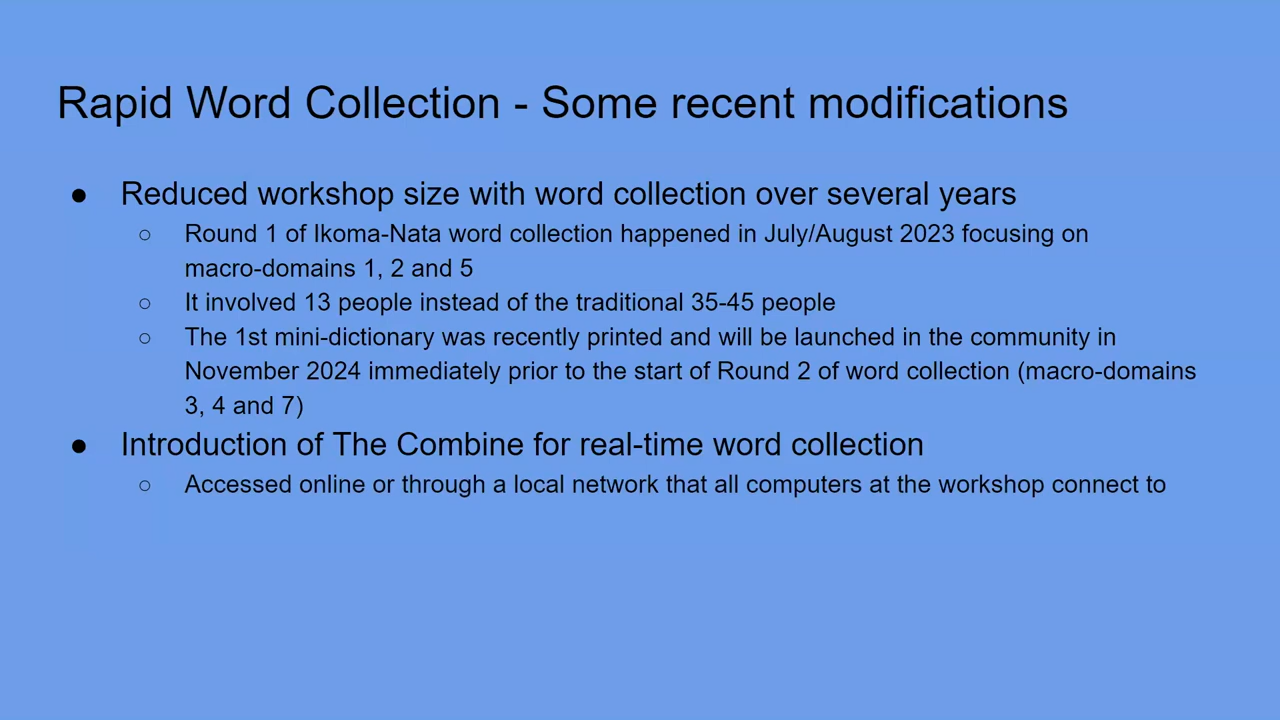 Rapid Word Collection - Some recent modifications
● Reduced workshop size with word collection over several years
○ Round 1 of Ikoma-Nata word collection happened in July/August 2023 focusing on
macro-domains 1, 2 and 5
○ It involved 13 people instead of the traditional 35-45 people
○ The 1st mini-dictionary was recently printed and will be launched in the community in
November 2024 immediately prior to the start of Round 2 of word collection (macro-domains
3, 4 and 7)
● Introduction of The Combine for real-time word collection
○ Accessed online or through a local network that all computers at the workshop connect to